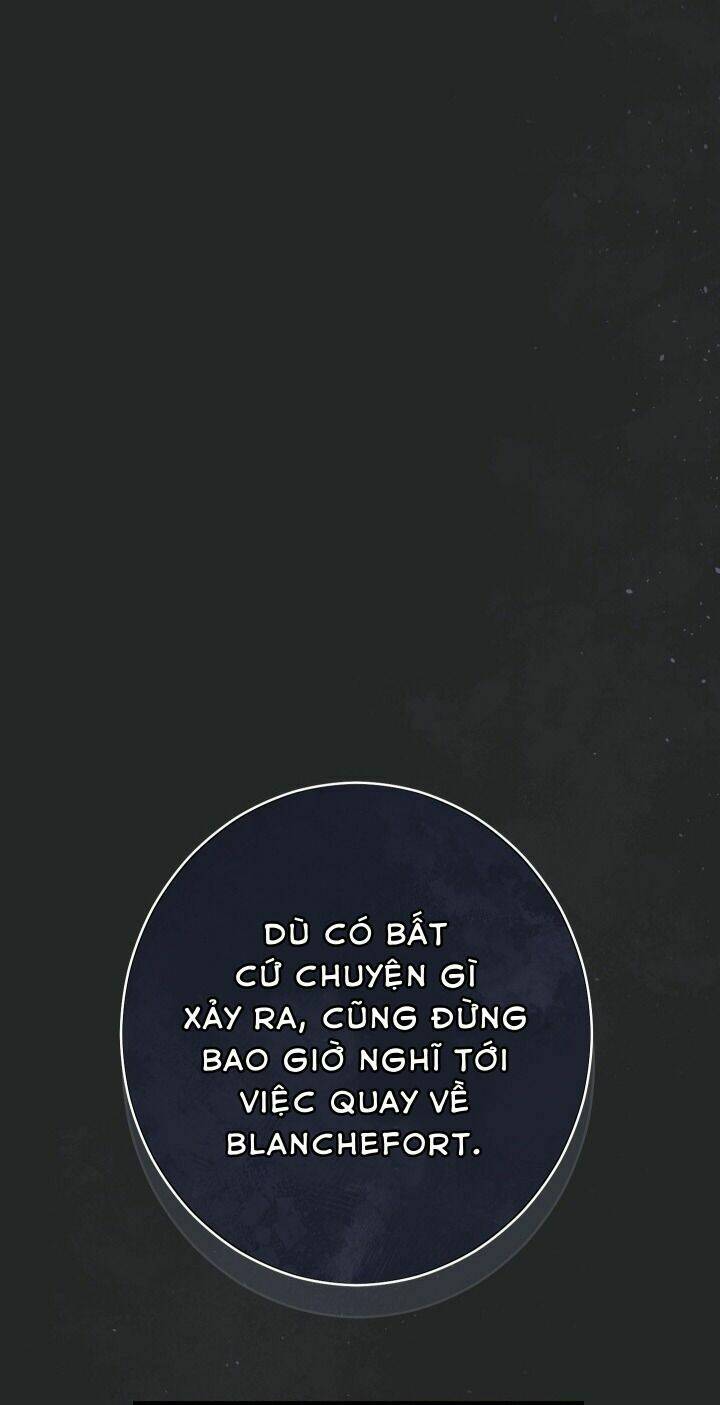 DÙ CÓ BẤT
CỨ CHUYỆN GÌ
XẢY RA, CŨNG ĐỪNG
BAO GIỜ NGHĨ TỚI
VIỆC QUAY VỀ
BLANCHEFORT.